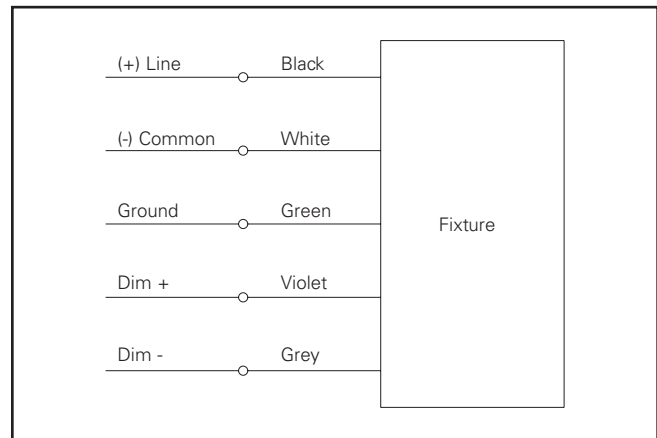 (+) Line Black
(-) Common White
Ground Green
Fixture
Dim + Violet
Dim - Grey